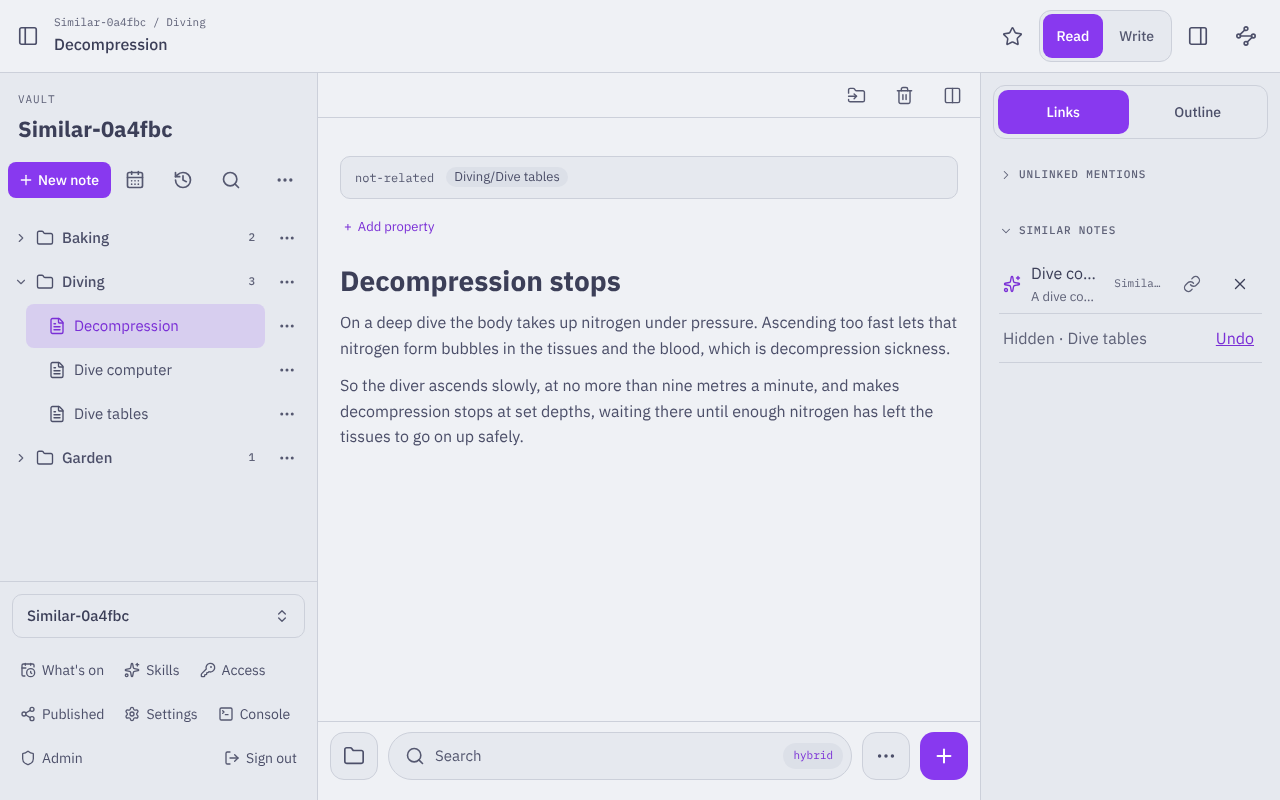 Similar-0a4fbc / Diving
Decompression
Read
Write
VAULT
Similar-0a4fbc
New note
Baking 2
Diving 3
Decompression
Dive computer
Dive tables
Garden 1
Similar-0a4fbc
What's on
Skills
Access
Published
Settings
Console
Admin
Sign out
not-related Diving/Dive tables
+ Add property
Decompression stops
On a deep dive the body takes up nitrogen under pressure. Ascending too fast lets that
nitrogen form bubbles in the tissues and the blood, which is decompression sickness.
So the diver ascends slowly, at no more than nine metres a minute, and makes
decompression stops at set depths, waiting there until enough nitrogen has left the
tissues to go on up safely.
Search
hybrid
Links
Outline
UNLINKED MENTIONS
SIMILAR NOTES
Dive co…
A dive co…
Simila…
Hidden · Dive tables
Undo